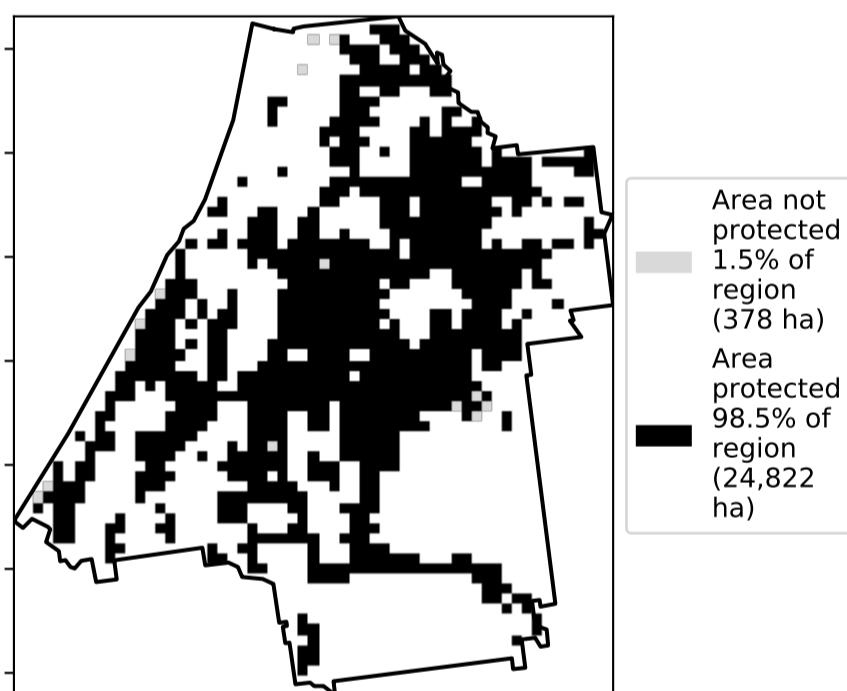 Area not
protected
1.5% of
region
(378 ha)
Area
protected
98.5% of
region
(24,822
ha)